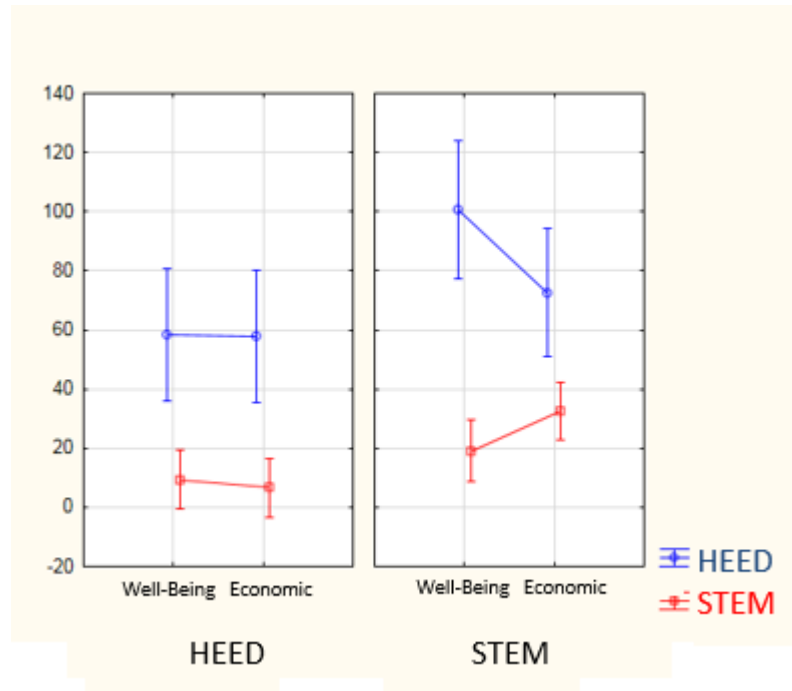 140
120
100
80
60
40
20
0
-20
Well-Being Economic
Well-Being Economic
HEED
STEM
HEED
STEM